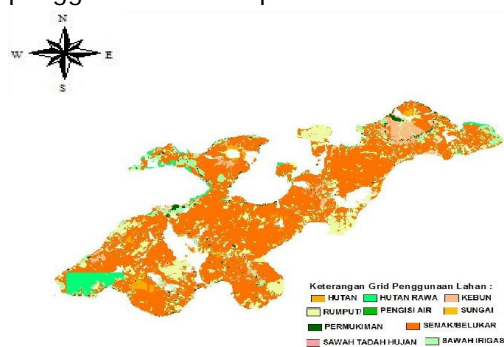 N
W E
S
Keterangan Grid Penggunaan Lahan :
HUTAN HUTAN RAWA KEBUN
RUMPUT/ PENGISI AIR SUNGAI
PERMUKIMAN SEMAK/BELUKAR
SAWAH TADAH HUJAN SAWAH IRIGAS